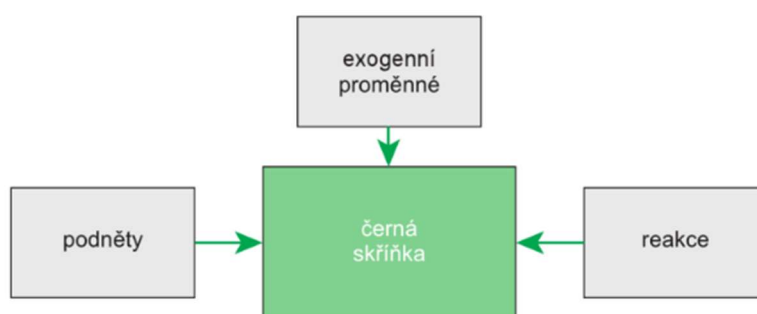 exogenní
proměnné
podněty
černá
skříňka
reakce